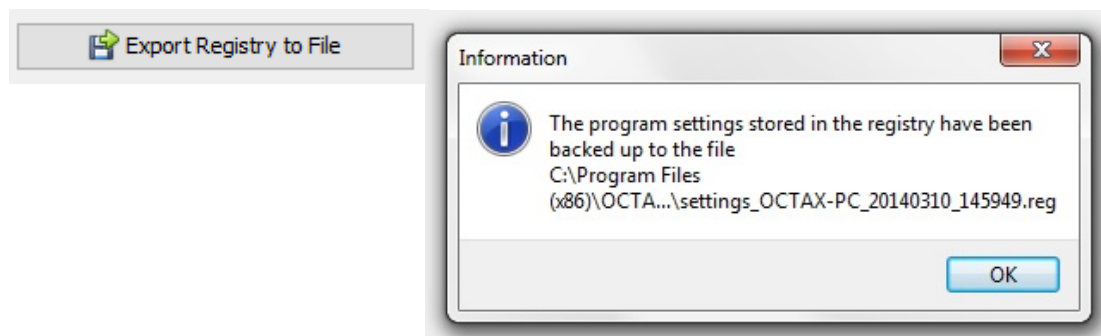 Export Registry to File
Information
The program settings stored in the registry have been
backed up to the file
C:\Program Files
(x86)\OCTA...\settings_OCTAX-PC_20140310_145949.reg
OK